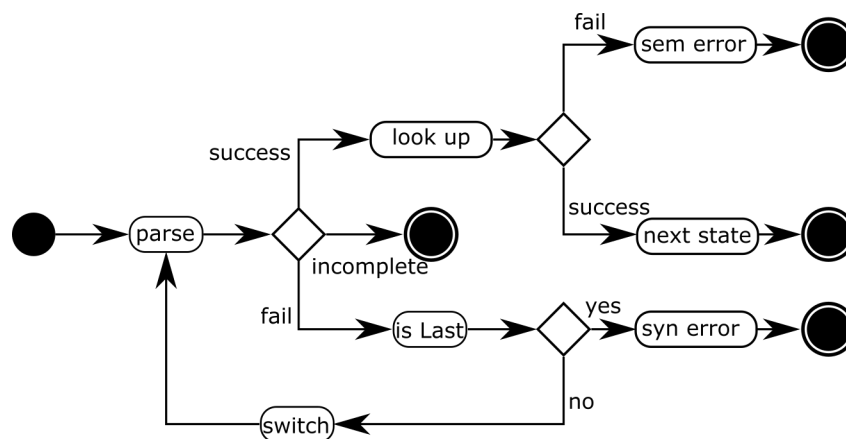 fail
sem error
success
look up
success
parse
next state
incomplete
fail
is Last
yes
syn error
no
switch